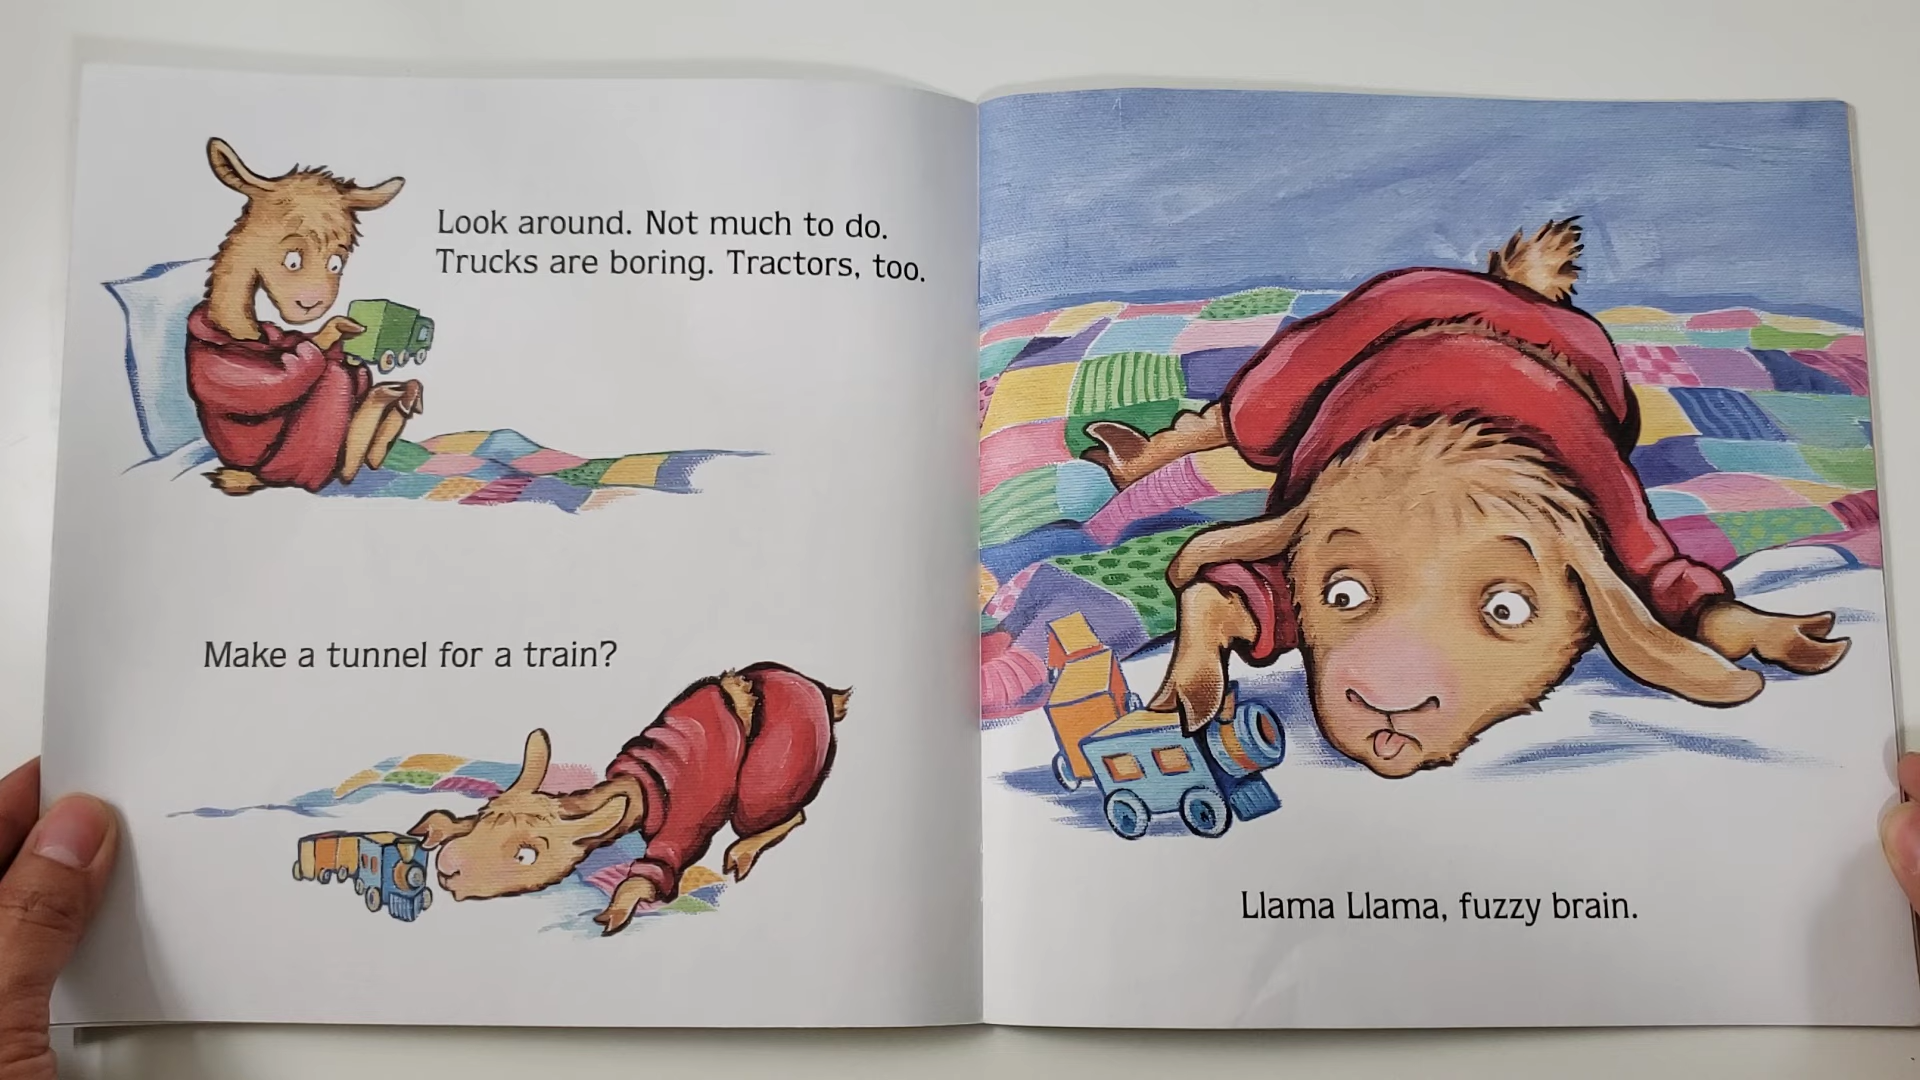 Look around. Not much to do.
Trucks are boring. Tractors, too.
Make a tunnel for a train?
Llama Llama, fuzzy brain.